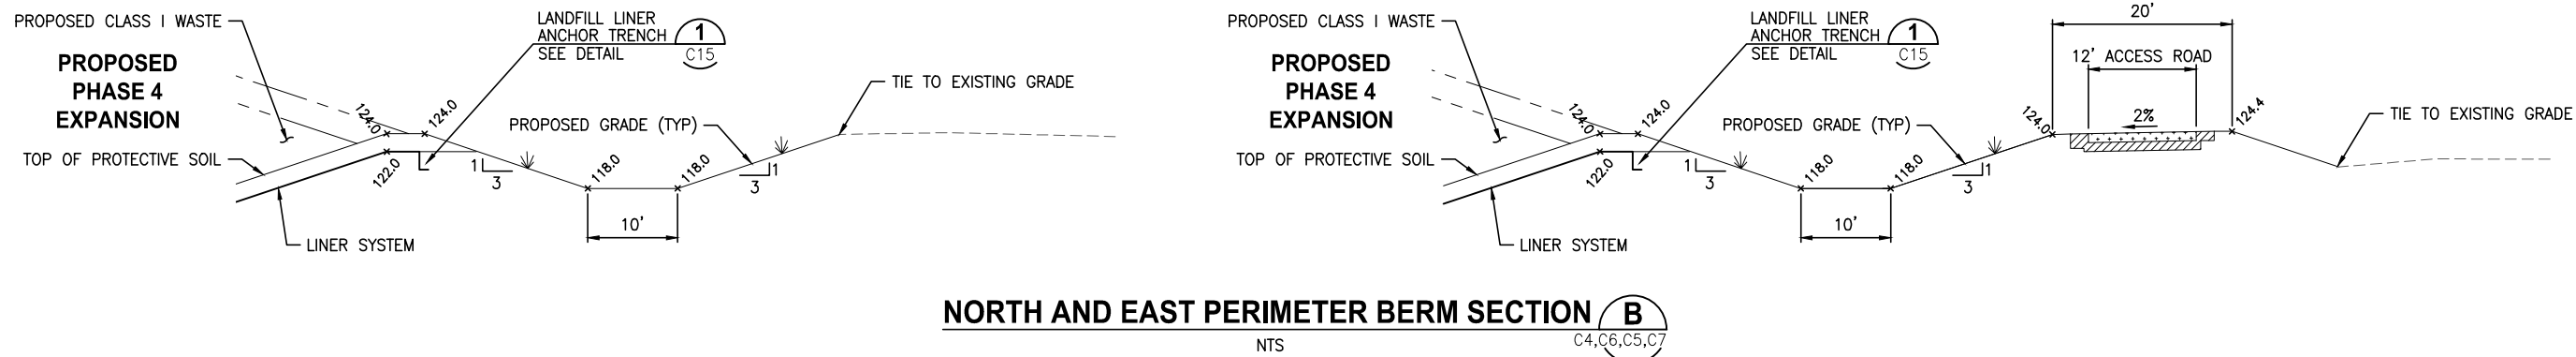 PROPOSED CLASS I WASTE
PROPOSED
PHASE 4
EXPANSION
TOP OF PROTECTIVE SOIL
LINER SYSTEM
LANDFILL LINER
ANCHOR TRENCH
SEE DETAIL
1
C15
124.0
124.0
122.0
1
3
PROPOSED GRADE (TYP)
118.0
118.0
10'
1
3
TIE TO EXISTING GRADE
PROPOSED CLASS I WASTE
PROPOSED
PHASE 4
EXPANSION
TOP OF PROTECTIVE SOIL
LINER SYSTEM
LANDFILL LINER
ANCHOR TRENCH
SEE DETAIL
1
C15
124.0
124.0
122.0
1
3
PROPOSED GRADE (TYP)
118.0
118.0
10'
1
3
20'
12' ACCESS ROAD
2%
124.0
124.4
TIE TO EXISTING GRADE
NORTH AND EAST PERIMETER BERM SECTION
B
C4,C6,C5,C7
NTS